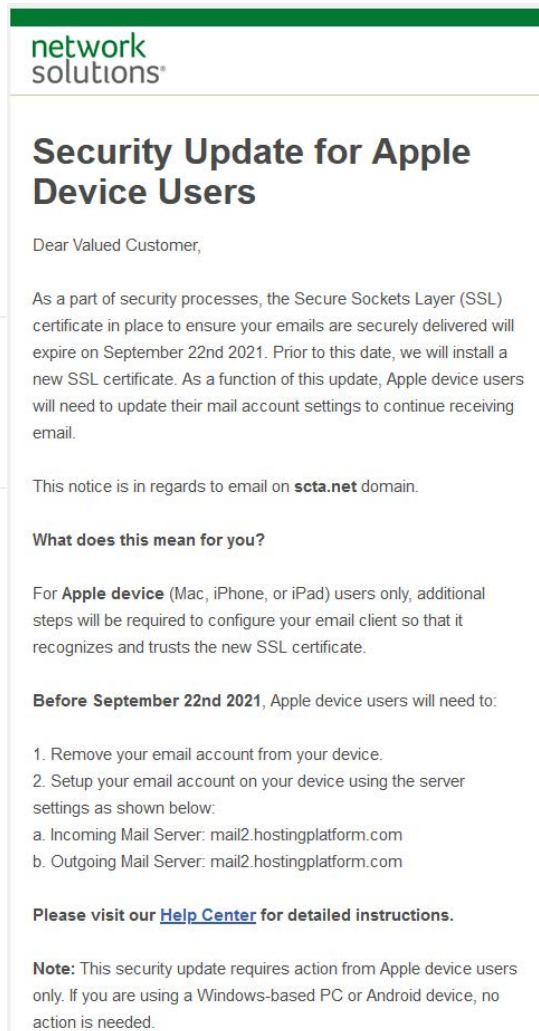 network
solutions®
Security Update for Apple
Device Users
Dear Valued Customer,
As a part of security processes, the Secure Sockets Layer (SSL)
certificate in place to ensure your emails are securely delivered will
expire on September 22nd 2021. Prior to this date, we will install a
new SSL certificate. As a function of this update, Apple device users
will need to update their mail account settings to continue receiving
email.
This notice is in regards to email on scta.net domain.
What does this mean for you?
For Apple device (Mac, iPhone, or iPad) users only, additional
steps will be required to configure your email client so that it
recognizes and trusts the new SSL certificate.
Before September 22nd 2021, Apple device users will need to:
1. Remove your email account from your device.
2. Setup your email account on your device using the server
settings as shown below:
a. Incoming Mail Server: mail2.hostingplatform.com
b. Outgoing Mail Server: mail2.hostingplatform.com
Please visit our Help Center for detailed instructions.
Note: This security update requires action from Apple device users
only. If you are using a Windows-based PC or Android device, no
action is needed.